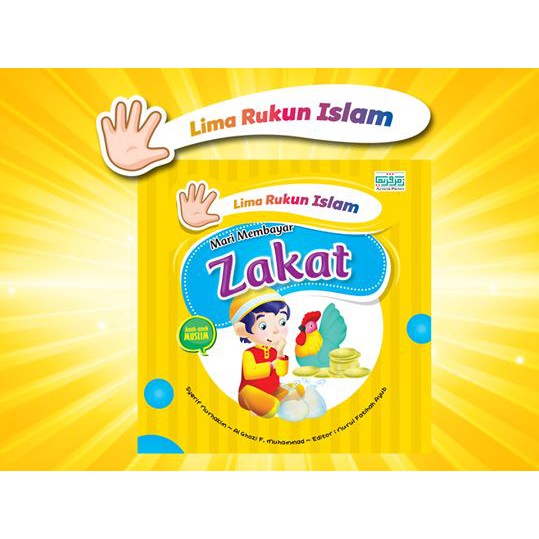 Lima Rukun Islam
Lima Rukun Islam
Mari Membayar
Zakat
Anak-anak
MUSLIM
Syarif Nurhakim ~ Al Ghazi F. Muhammad ~ Editor : Nurul Fatihah Ayub